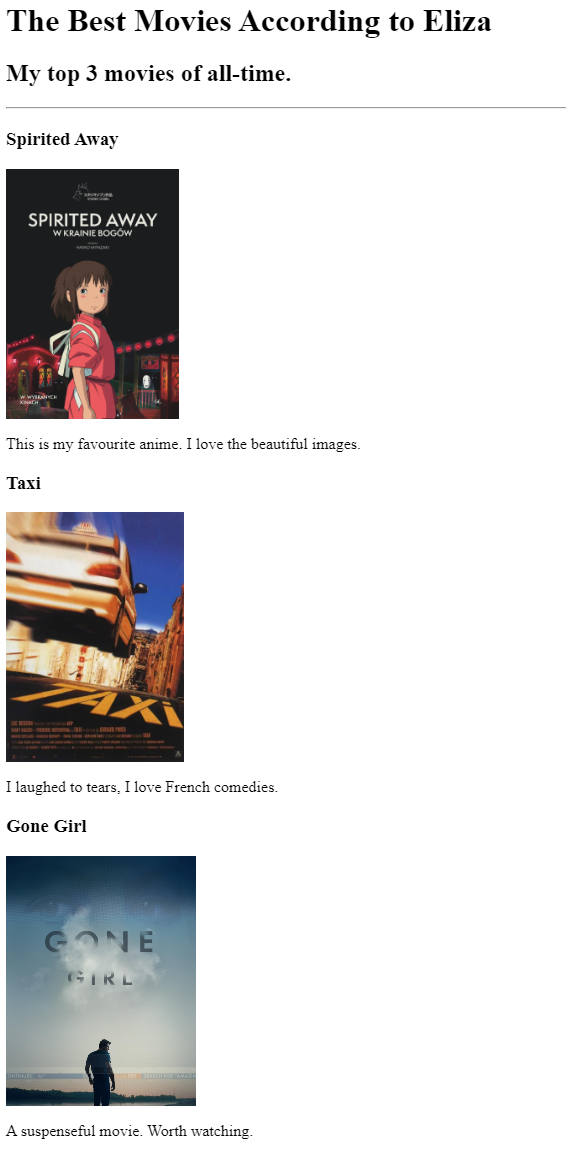 The Best Movies According to Eliza
My top 3 movies of all-time.
Spirited Away
SPIRITED AWAY
W KRAINIE BOGÓW
W WYBRANYCH
KINACH
This is my favourite anime. I love the beautiful images.
Taxi
TAXI
I laughed to tears, I love French comedies.
Gone Girl
GONE
GIRL
A suspenseful movie. Worth watching.